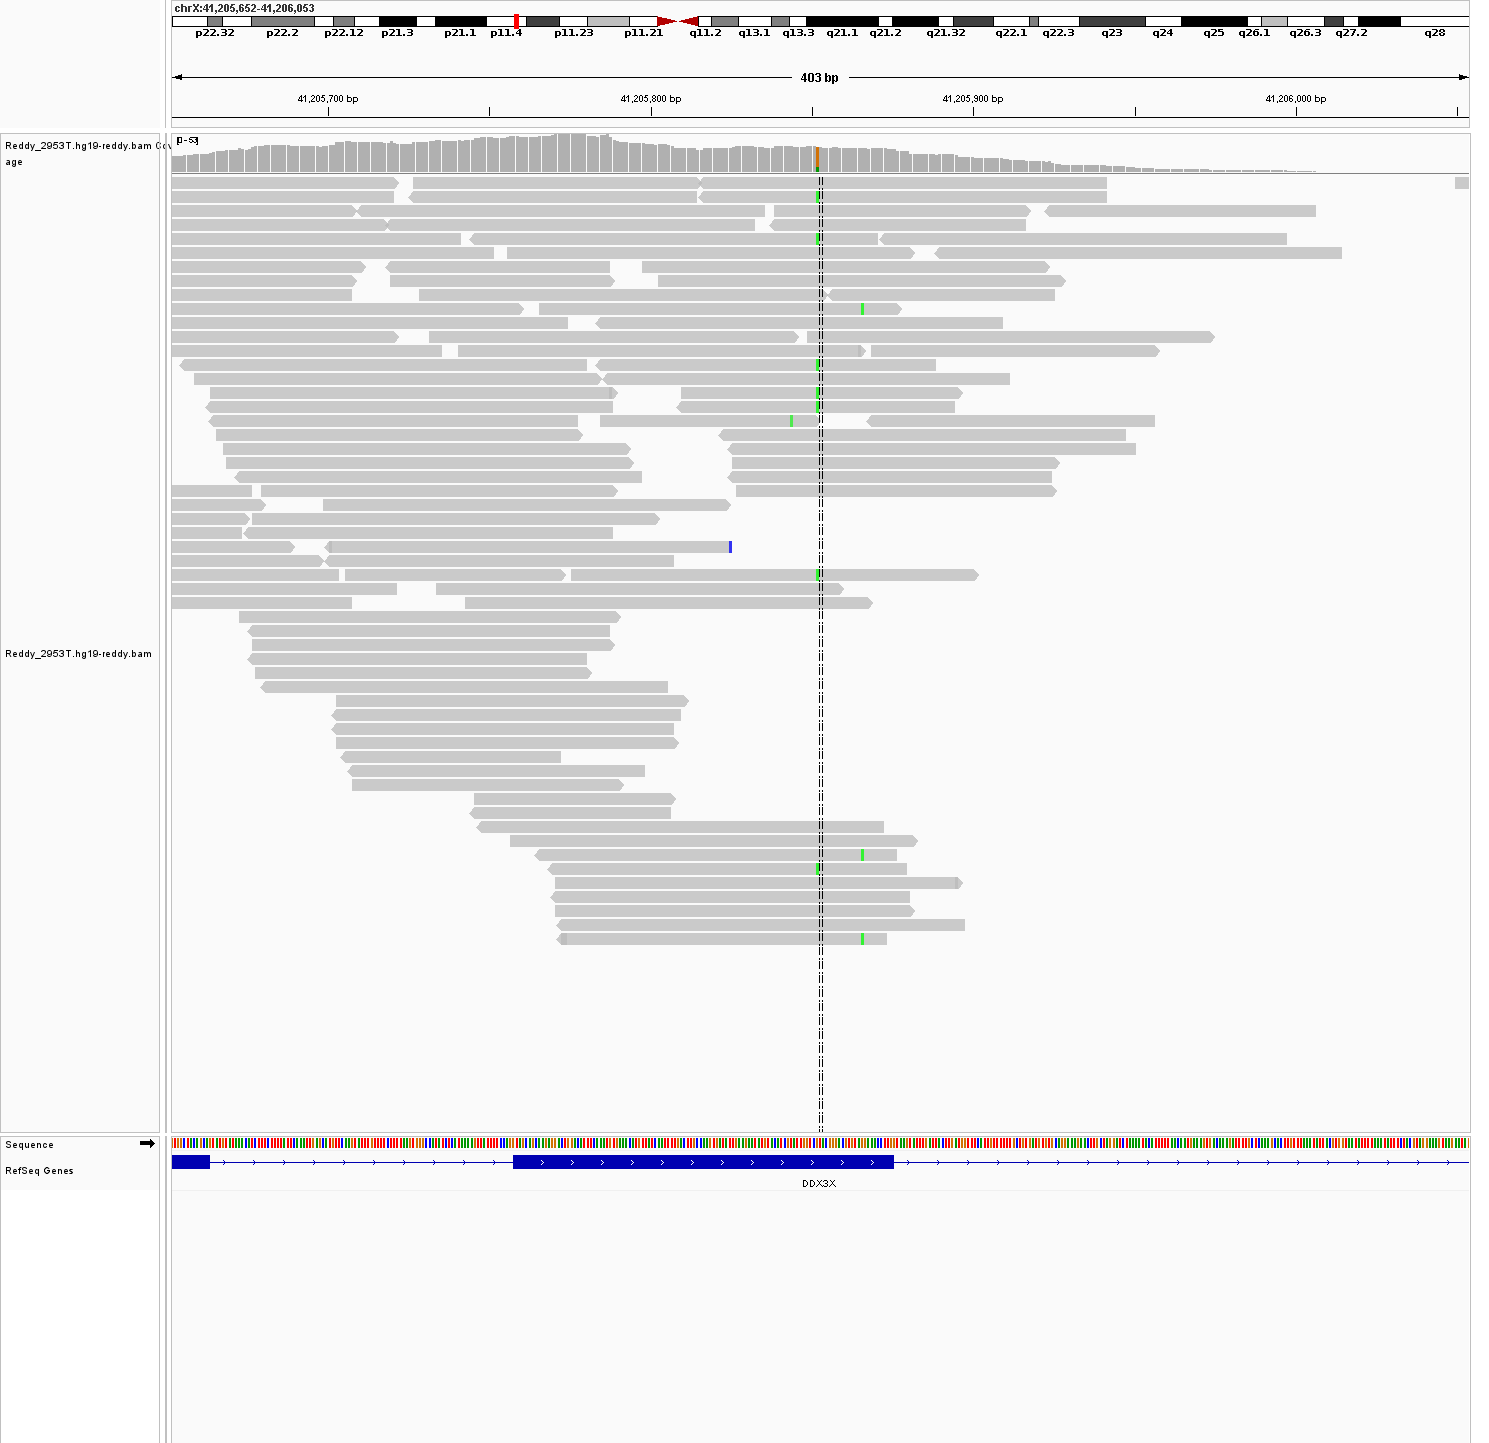 chrX:41,205,652-41,206,053
p22.32 p22.2 p22.12 p21.3 p21.1 p11.4 p11.23 p11.21 q11.2 q13.1 q13.3 q21.1 q21.2 q21.32 q22.1 q22.3 q23 q24 q25 q26.1 q26.3 q27.2 q28
403 bp
41,205,700 bp 41,205,800 bp 41,205,900 bp 41,206,000 bp
[0-53]
Reddy_2953T.hg19-reddy.bam Cov
age
Reddy_2953T.hg19-reddy.bam
Sequence
RefSeq Genes
DDX3X